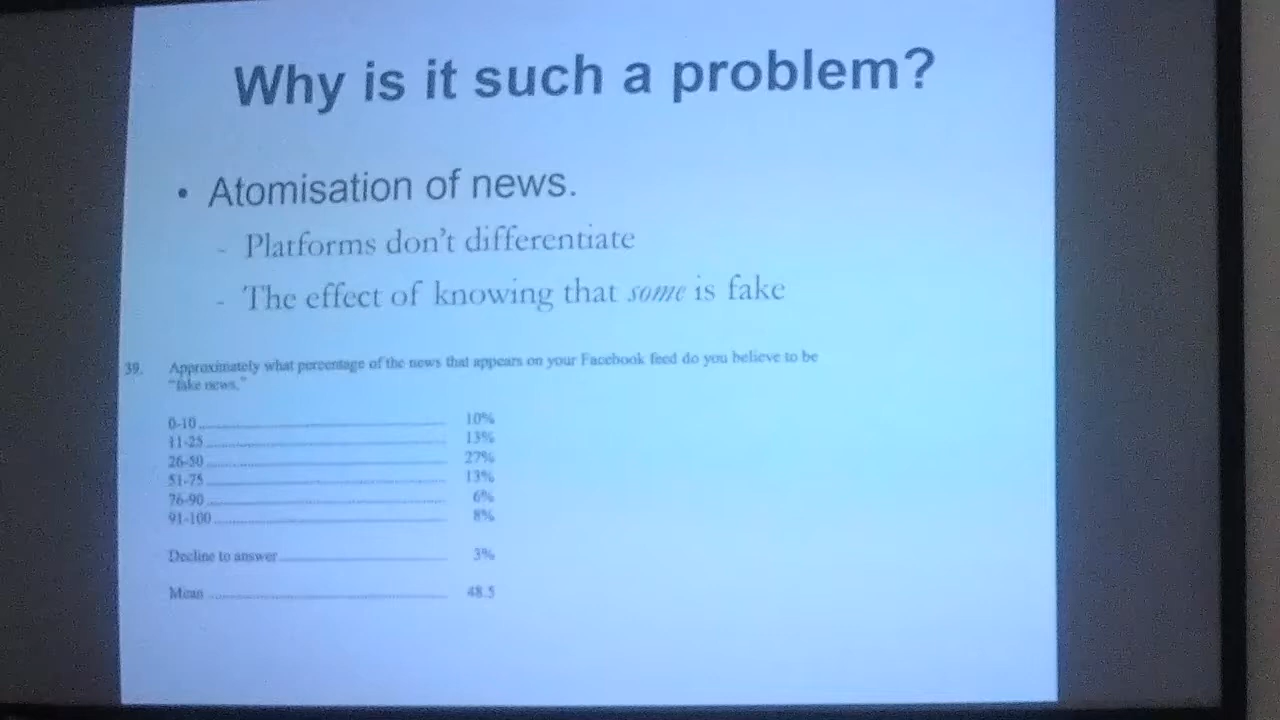 Why is it such a problem?
• Atomisation of news.
- Platforms don't differentiate
- The effect of knowing that some is fake
39. Approximately what percentage of the news that appears on your Facebook feed do you believe to be
"fake news."
0-10 10%
11-25 13%
26-50 27%
51-75 13%
76-90 6%
91-100 8%
Decline to answer 3%
Mean 48.5